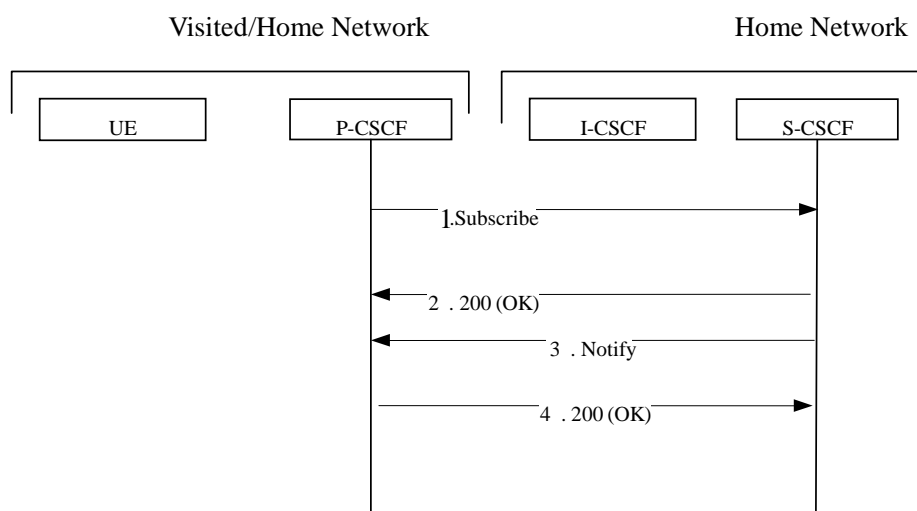 Visited/Home Network
Home Network
UE
P-CSCF
I-CSCF
S-CSCF
1.Subscribe
2 . 200 (OK)
3 . Notify
4 . 200 (OK)